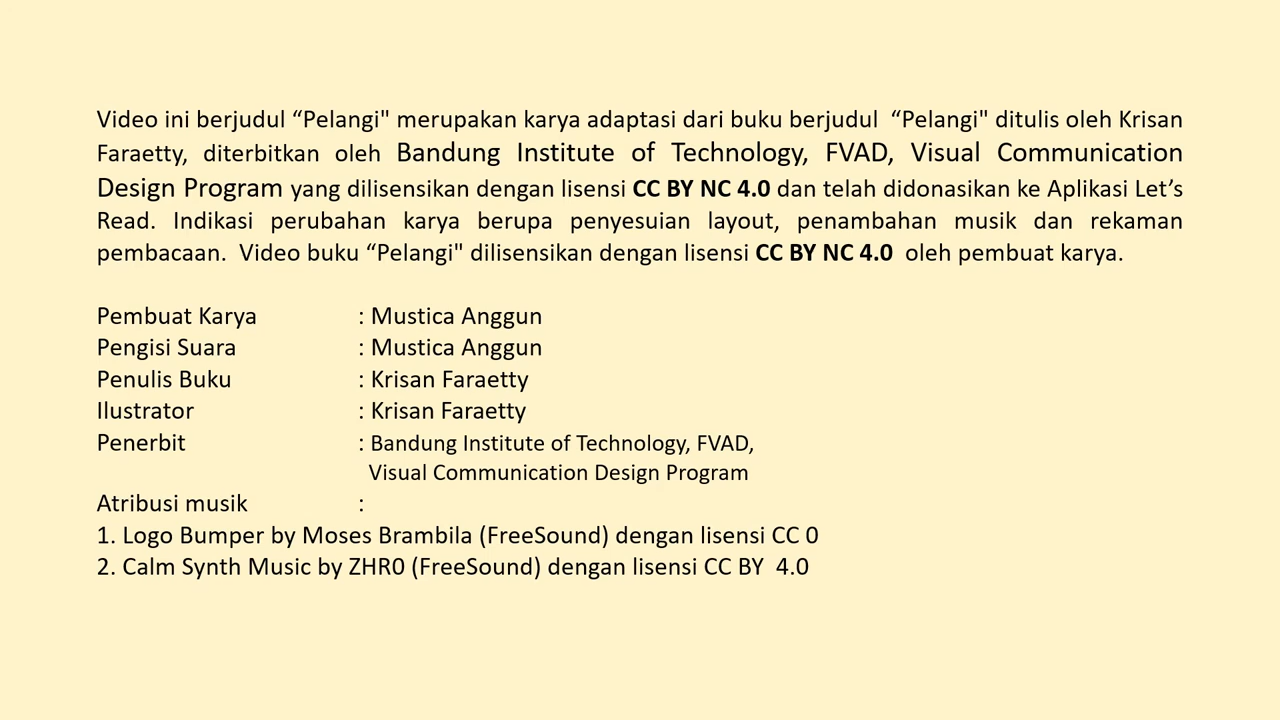 Video ini berjudul “Pelangi" merupakan karya adaptasi dari buku berjudul “Pelangi" ditulis oleh Krisan
Faraetty, diterbitkan oleh Bandung Institute of Technology, FVAD, Visual Communication
Design Program yang dilisensikan dengan lisensi CC BY NC 4.0 dan telah didonasikan ke Aplikasi Let’s
Read. Indikasi perubahan karya berupa penyesuian layout, penambahan musik dan rekaman
pembacaan. Video buku “Pelangi" dilisensikan dengan lisensi CC BY NC 4.0 oleh pembuat karya.
Pembuat Karya : Mustica Anggun
Pengisi Suara : Mustica Anggun
Penulis Buku : Krisan Faraetty
Ilustrator : Krisan Faraetty
Penerbit : Bandung Institute of Technology, FVAD,
Visual Communication Design Program
Atribusi musik :
1. Logo Bumper by Moses Brambila (FreeSound) dengan lisensi CC 0
2. Calm Synth Music by ZHR0 (FreeSound) dengan lisensi CC BY 4.0